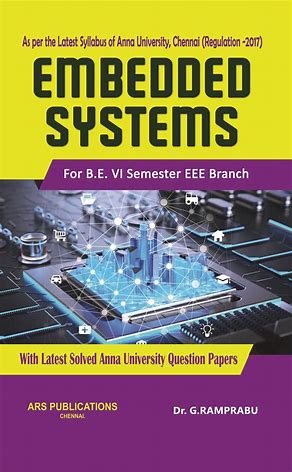 As per the Latest Syllabus of Anna University, Chennai (Regulation -2017)
EMBEDDED
SYSTEMS
For B.E. VI Semester EEE Branch
With Latest Solved Anna University Question Papers
ARS PUBLICATIONS
CHENNAI.
Dr. G.RAMPRABU